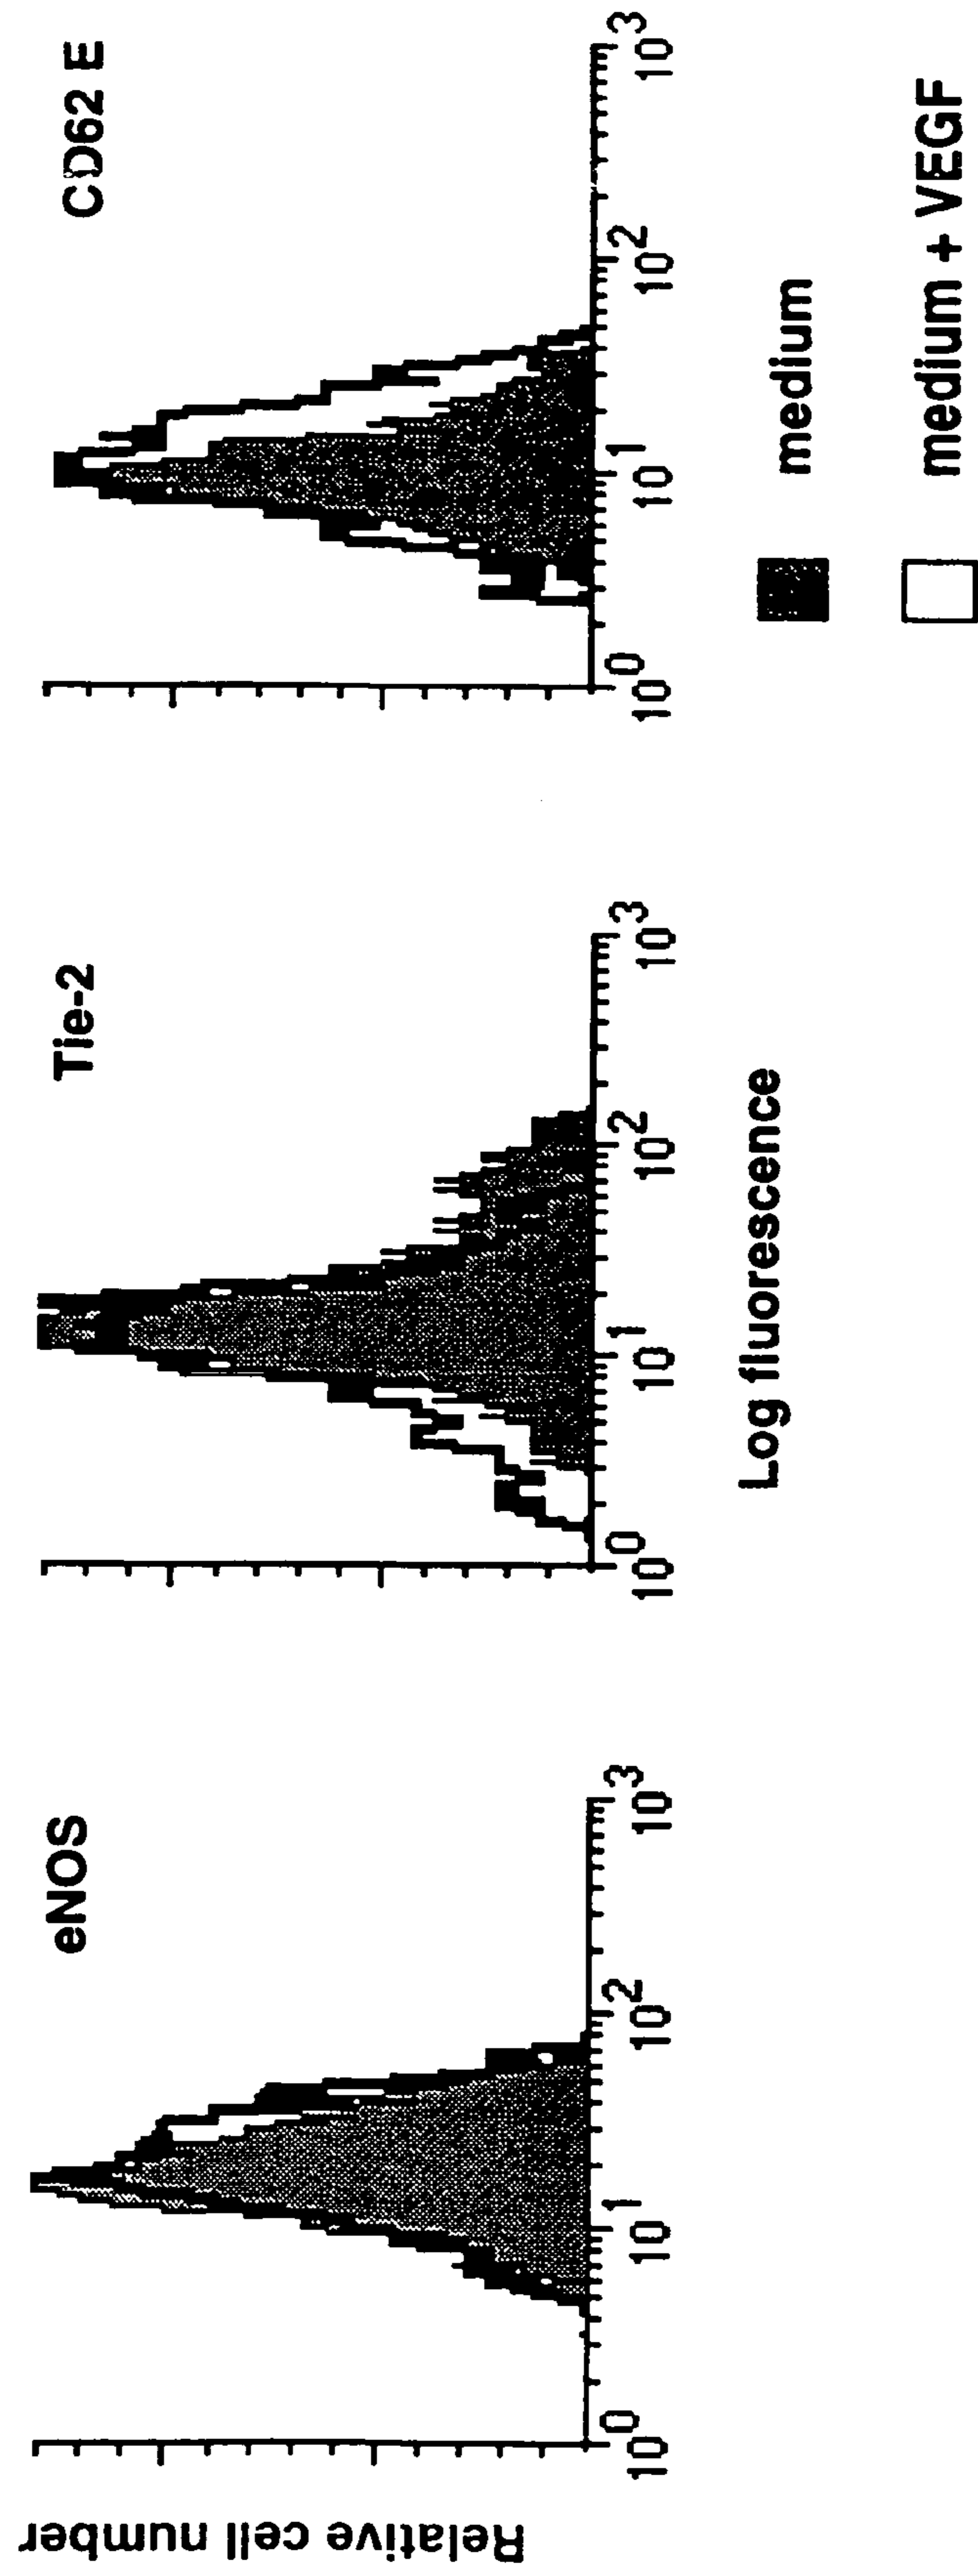 Relative cell number
eNOS
Tie-2
CD62 E
10^0 10^1 10^2 10^3
10^0 10^1 10^2 10^3
10^0 10^1 10^2 10^3
Log fluorescence
medium
medium + VEGF